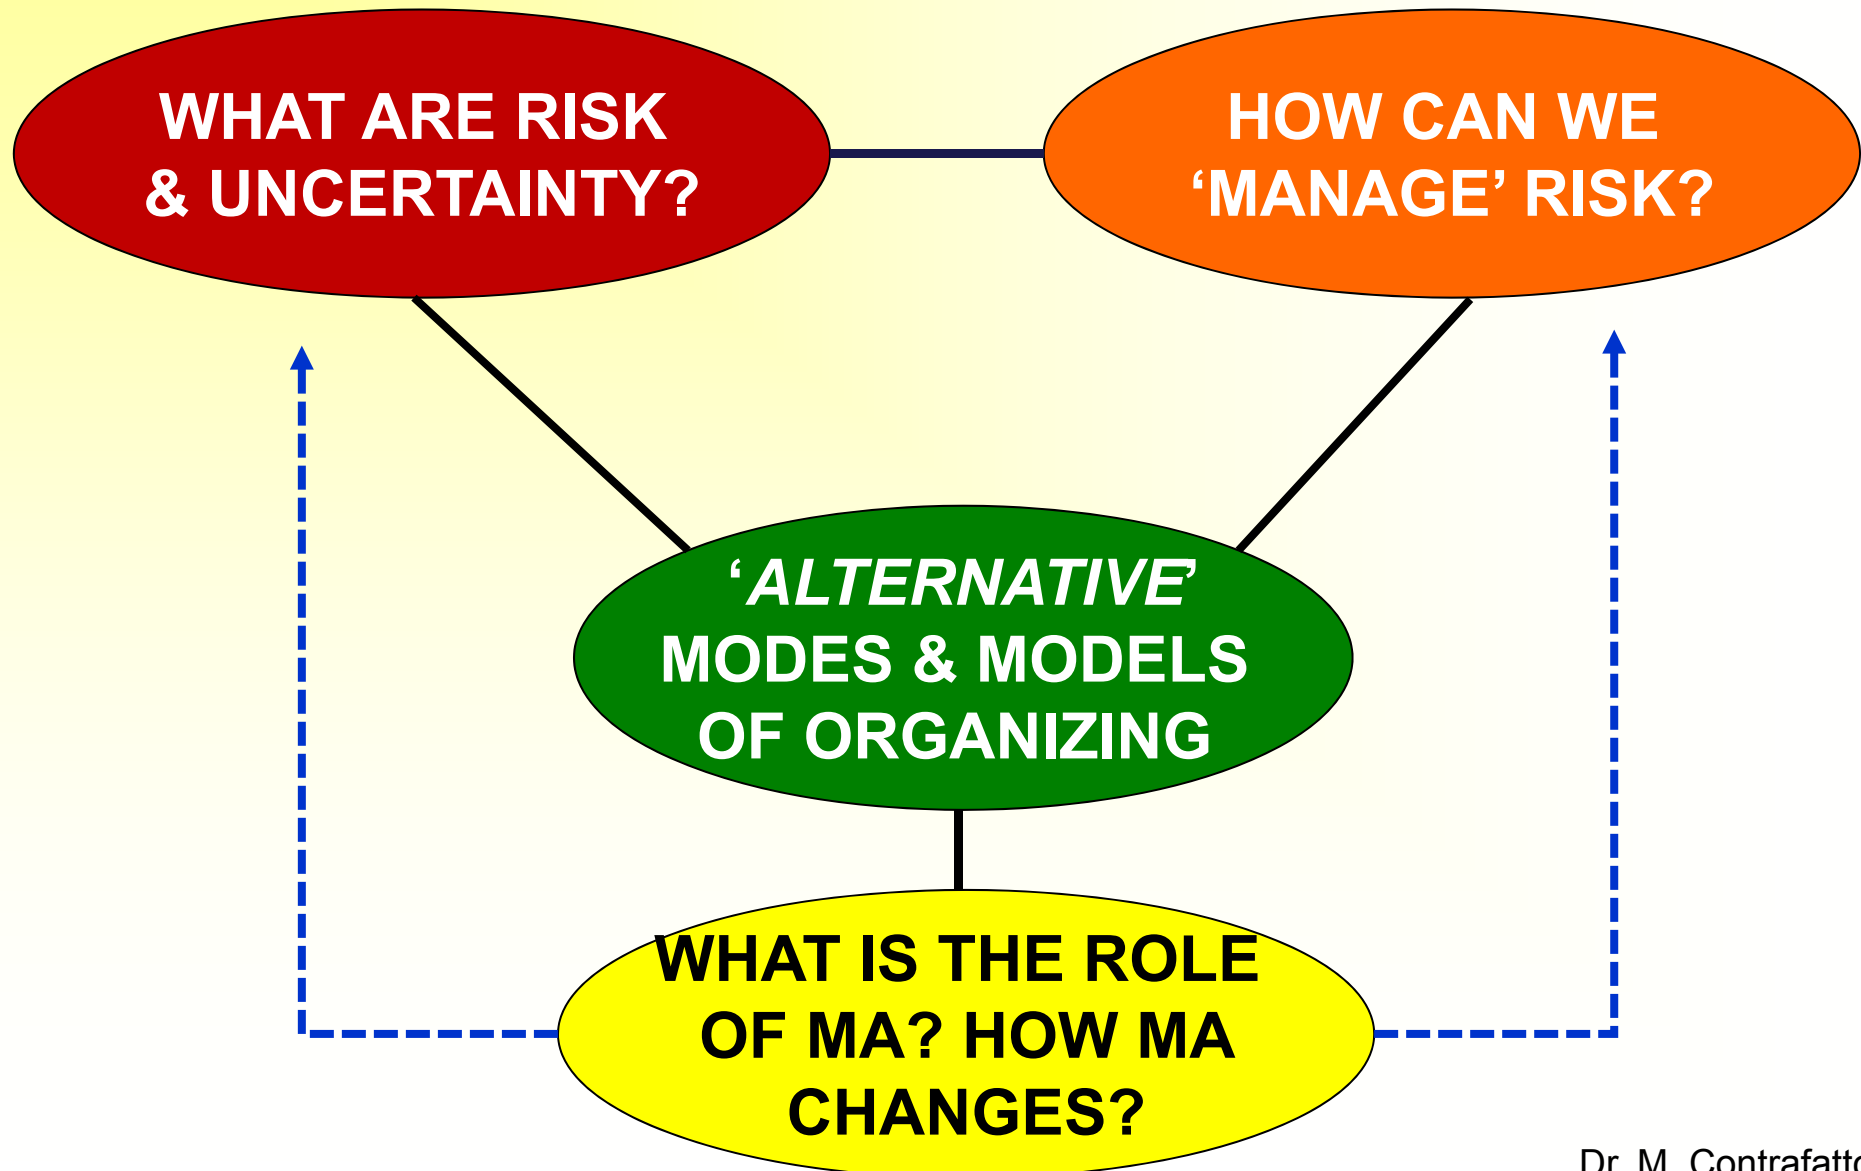 WHAT ARE RISK
& UNCERTAINTY?
HOW CAN WE
‘MANAGE’ RISK?
‘ALTERNATIVE’
MODES & MODELS
OF ORGANIZING
WHAT IS THE ROLE
OF MA? HOW MA
CHANGES?
Dr. M. Contrafatto